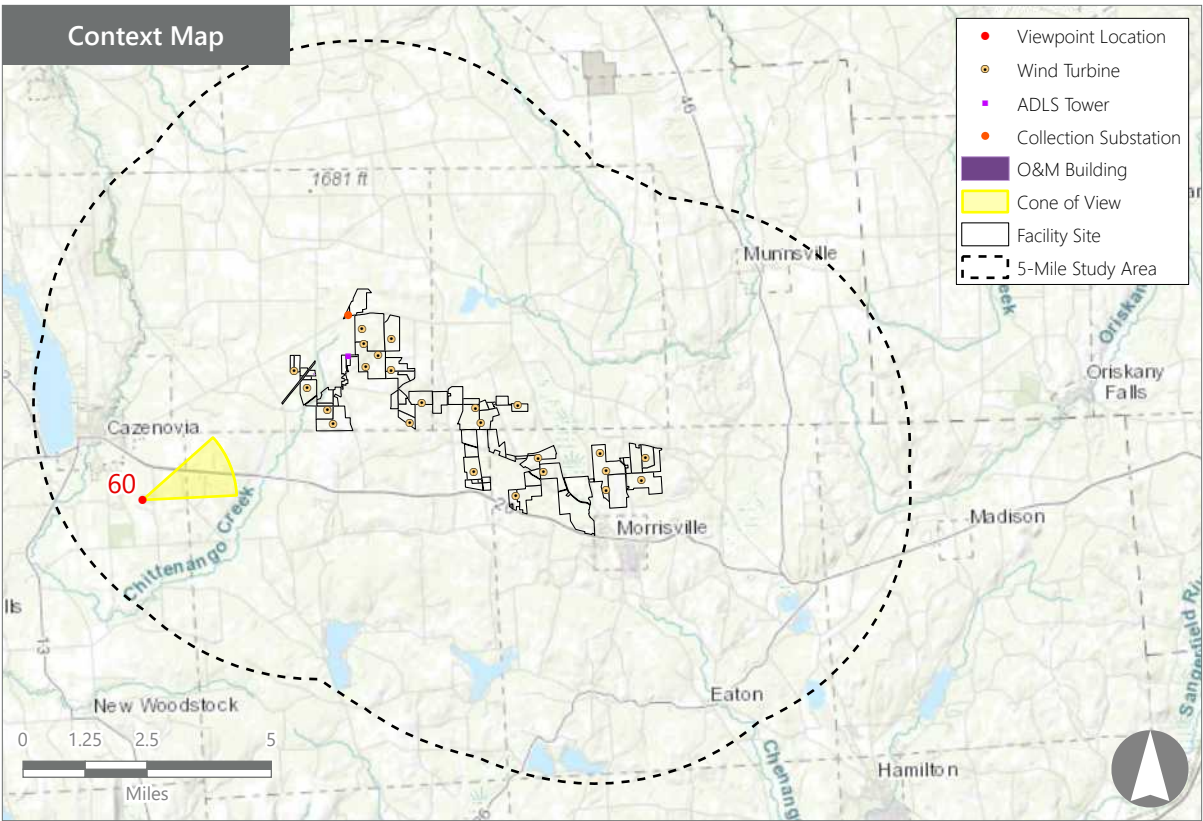 Context Map
Viewpoint Location
Wind Turbine
ADLS Tower
Collection Substation
O&M Building
Cone of View
Facility Site
5-Mile Study Area
46
1681 ft
Munnsville
Oriskany
Falls
Cazenovia
60
Chittenango Creek
Morrisville
Madison
lls
13
New Woodstock
Eaton
Hamilton
Chenang
0 1.25 2.5 5
Miles